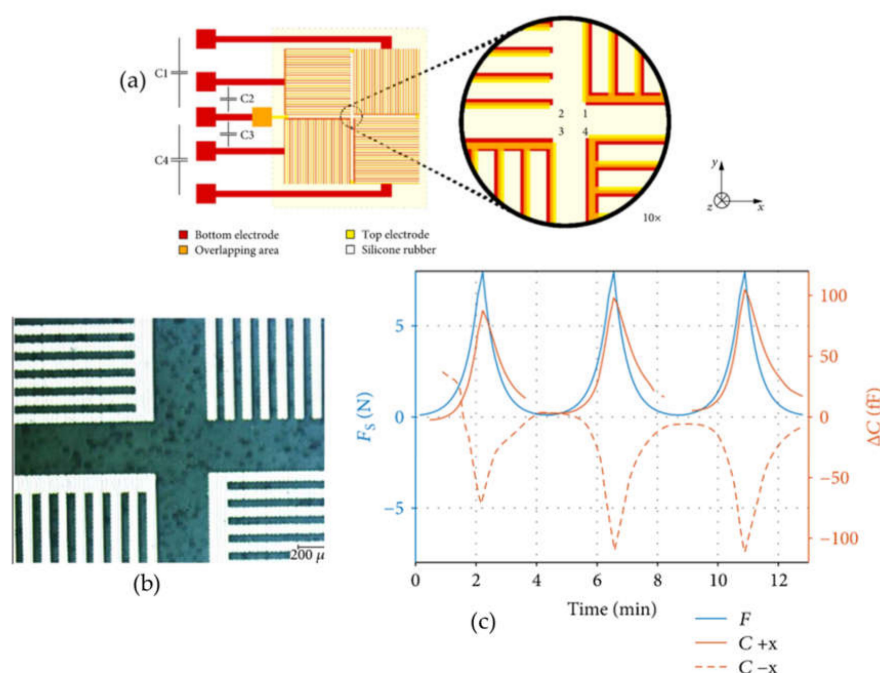 (a)
C1
C2
C3
C4
2 1
3 4
10×
y
z x
Bottom electrode
Top electrode
Overlapping area
Silicone rubber
200 μ
(b)
F_S (N)
5
0
−5
100
50
0
−50
−100
ΔC (fF)
0 2 4 6 8 10 12
Time (min)
(c)
F
C +x
C −x